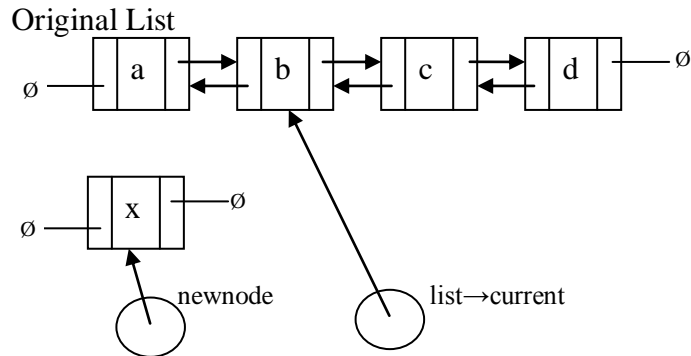 Original List
a b c d
Ø Ø
x
Ø Ø
newnode list→current